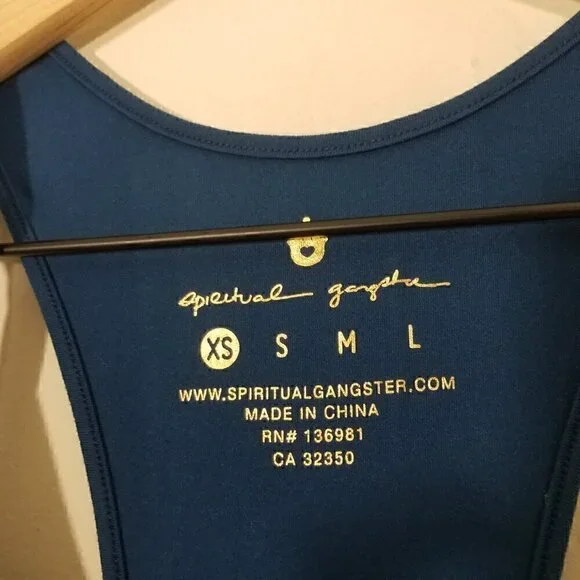 spiritual gangster
XS S M L
WWW.SPIRITUALGANGSTER.COM
MADE IN CHINA
RN# 136981
CA 32350